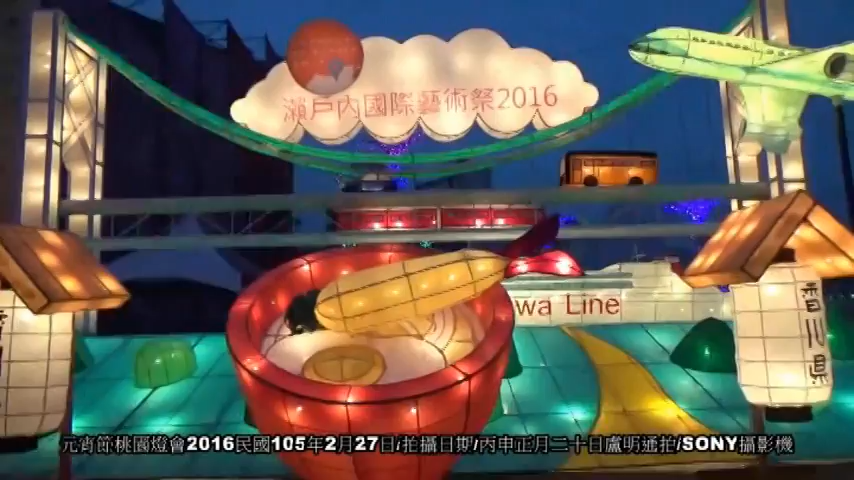 瀬戸内國際藝術祭2016
wa Line
香川県
元宵節桃園燈會2016民國105年2月27日/拍攝日期/丙申正月二十日盧明通拍/SONY攝影機